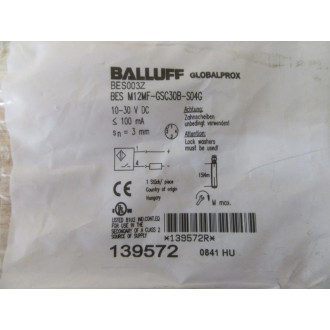 BALLUFF GLOBALPROX
BES003Z
BES M12MF-GSC30B-S04G
10-30 V DC
≤ 100 mA
sn = 3 mm
Achtung:
Zahnscheiben
unbedingt verwenden
Attention:
Lock washers
must be used
Country of origin
Hungary
M max.
*139572R*
139572 0841 HU